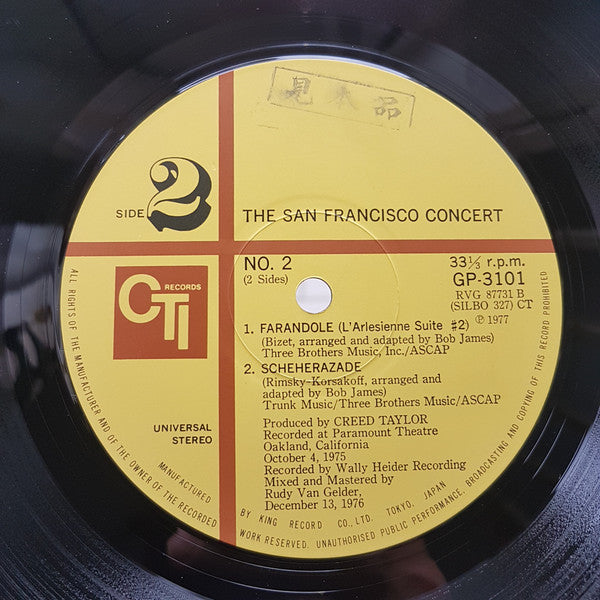 見本品
SIDE 2
THE SAN FRANCISCO CONCERT
NO. 2
(2 Sides)
33⅓ r.p.m.
GP-3101
RVG 87731 B
(SILBO 327) CT
℗ 1977
CTI
RECORDS
UNIVERSAL
STEREO
1. FARANDOLE (L'Arlesienne Suite #2)
(Bizet, arranged and adapted by Bob James)
Three Brothers Music, Inc./ASCAP
2. SCHEHERAZADE
(Rimsky-Korsakoff, arranged and
adapted by Bob James)
Trunk Music/Three Brothers Music/ASCAP
Produced by CREED TAYLOR
Recorded at Paramount Theatre
Oakland, California
October 4, 1975
Recorded by Wally Heider Recording
Mixed and Mastered by
Rudy Van Gelder,
December 13, 1976
MANUFACTURED BY KING RECORD CO., LTD. TOKYO, JAPAN
ALL RIGHTS OF THE MANUFACTURER AND OF THE OWNER OF THE RECORDED WORK RESERVED. UNAUTHORISED PUBLIC PERFORMANCE, BROADCASTING AND COPYING OF THIS RECORD PROHIBITED